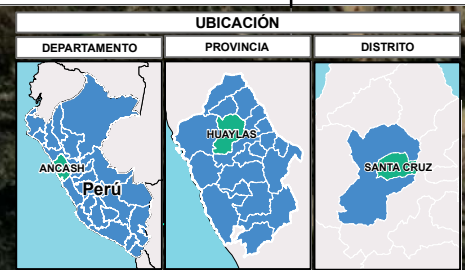 UBICACIÓN
DEPARTAMENTO
PROVINCIA
DISTRITO
ANCASH
Perú
HUAYLAS
SANTA CRUZ